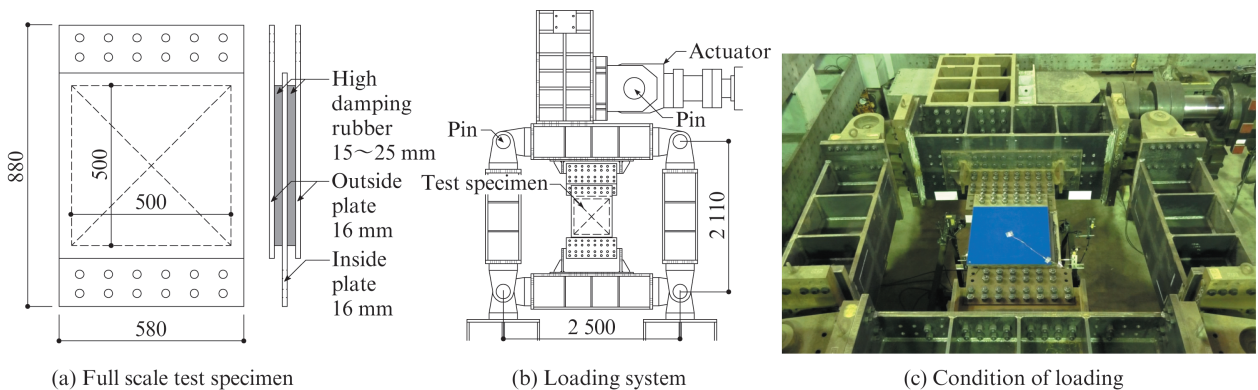 880
500
500
580
High
damping
rubber
15～25 mm
Outside
plate
16 mm
Inside
plate
16 mm
(a) Full scale test specimen
Actuator
Pin
Pin
Test specimen
2 110
2 500
(b) Loading system
(c) Condition of loading